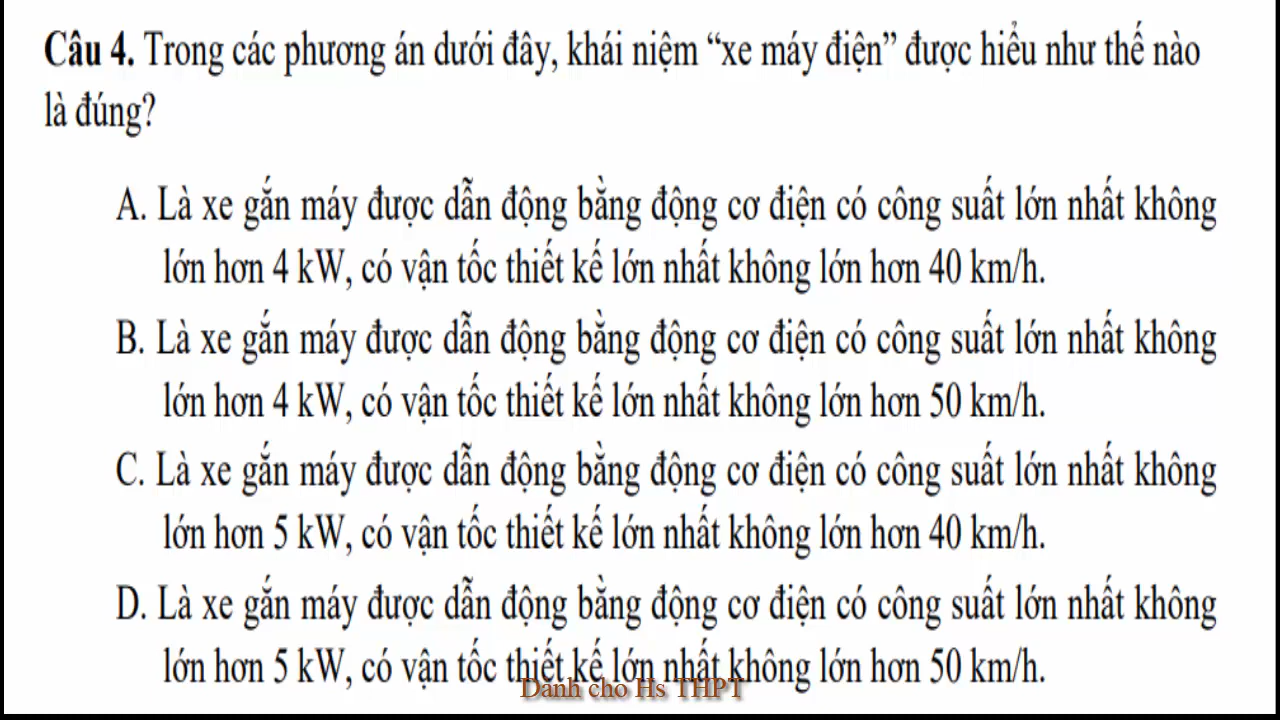 Câu 4. Trong các phương án dưới đây, khái niệm “xe máy điện” được hiểu như thế nào
là đúng?
A. Là xe gắn máy được dẫn động bằng động cơ điện có công suất lớn nhất không
lớn hơn 4 kW, có vận tốc thiết kế lớn nhất không lớn hơn 40 km/h.
B. Là xe gắn máy được dẫn động bằng động cơ điện có công suất lớn nhất không
lớn hơn 4 kW, có vận tốc thiết kế lớn nhất không lớn hơn 50 km/h.
C. Là xe gắn máy được dẫn động bằng động cơ điện có công suất lớn nhất không
lớn hơn 5 kW, có vận tốc thiết kế lớn nhất không lớn hơn 40 km/h.
D. Là xe gắn máy được dẫn động bằng động cơ điện có công suất lớn nhất không
lớn hơn 5 kW, có vận tốc thiết kế lớn nhất không lớn hơn 50 km/h.
Dành cho Hs THPT